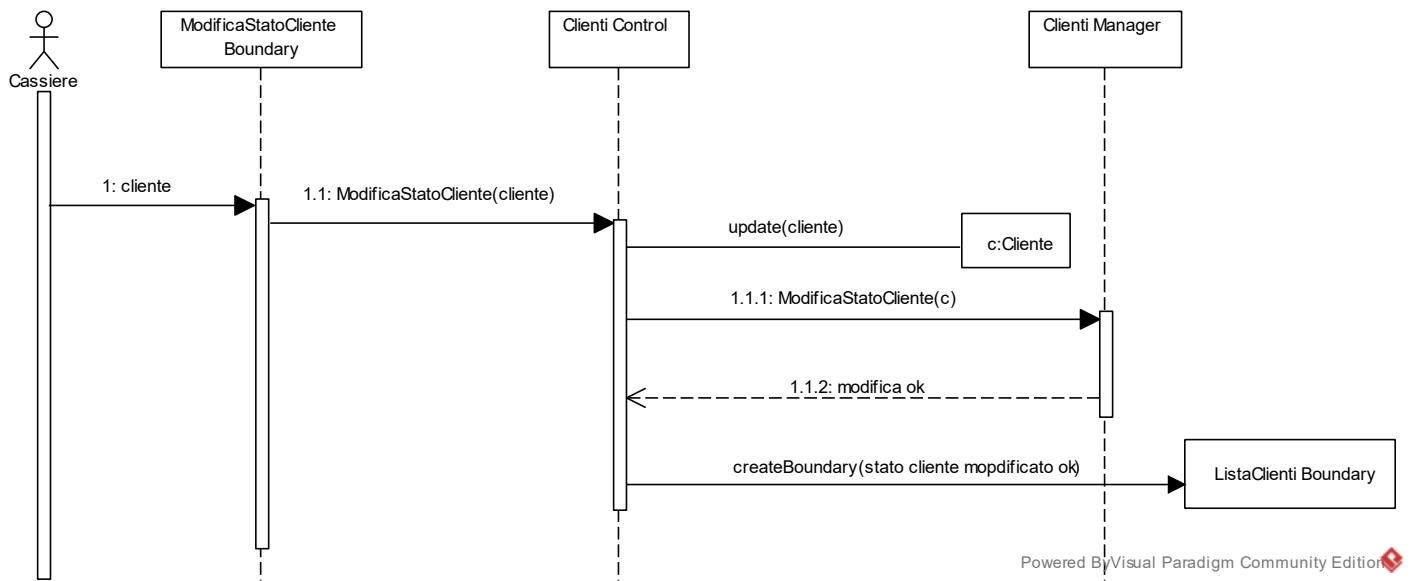 ModificaStatoCliente
Boundary
Clienti Control
Clienti Manager
Cassiere
1: cliente
1.1: ModificaStatoCliente(cliente)
update(cliente)
c:Cliente
1.1.1: ModificaStatoCliente(c)
1.1.2: modifica ok
createBoundary(stato cliente mopdificato ok)
ListaClienti Boundary
Powered ByVisual Paradigm Community Edition